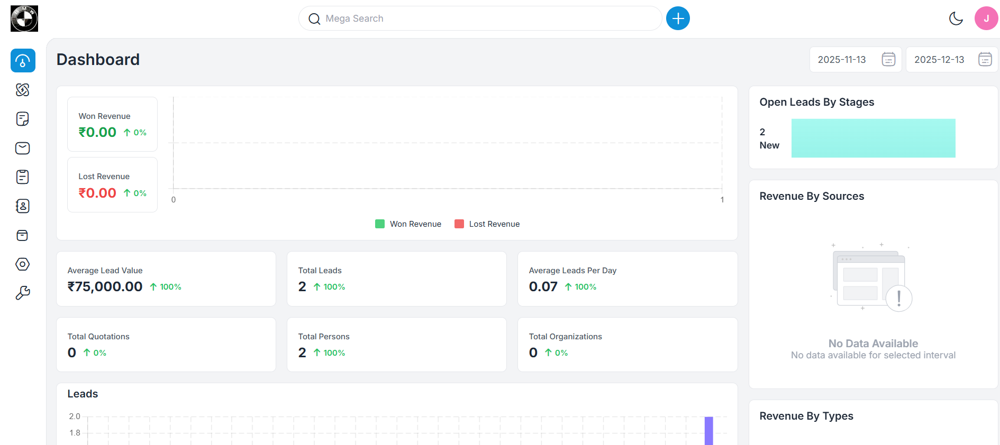 BMW
Mega Search
J
Dashboard
2025-11-13
2025-12-13
Won Revenue
₹0.00 ↑ 0%
Lost Revenue
₹0.00 ↑ 0%
0
1
Won Revenue
Lost Revenue
Average Lead Value
₹75,000.00 ↑ 100%
Total Leads
2 ↑ 100%
Average Leads Per Day
0.07 ↑ 100%
Total Quotations
0 ↑ 0%
Total Persons
2 ↑ 100%
Total Organizations
0 ↑ 0%
Leads
2.0
1.8
Open Leads By Stages
2
New
Revenue By Sources
No Data Available
No data available for selected interval
Revenue By Types